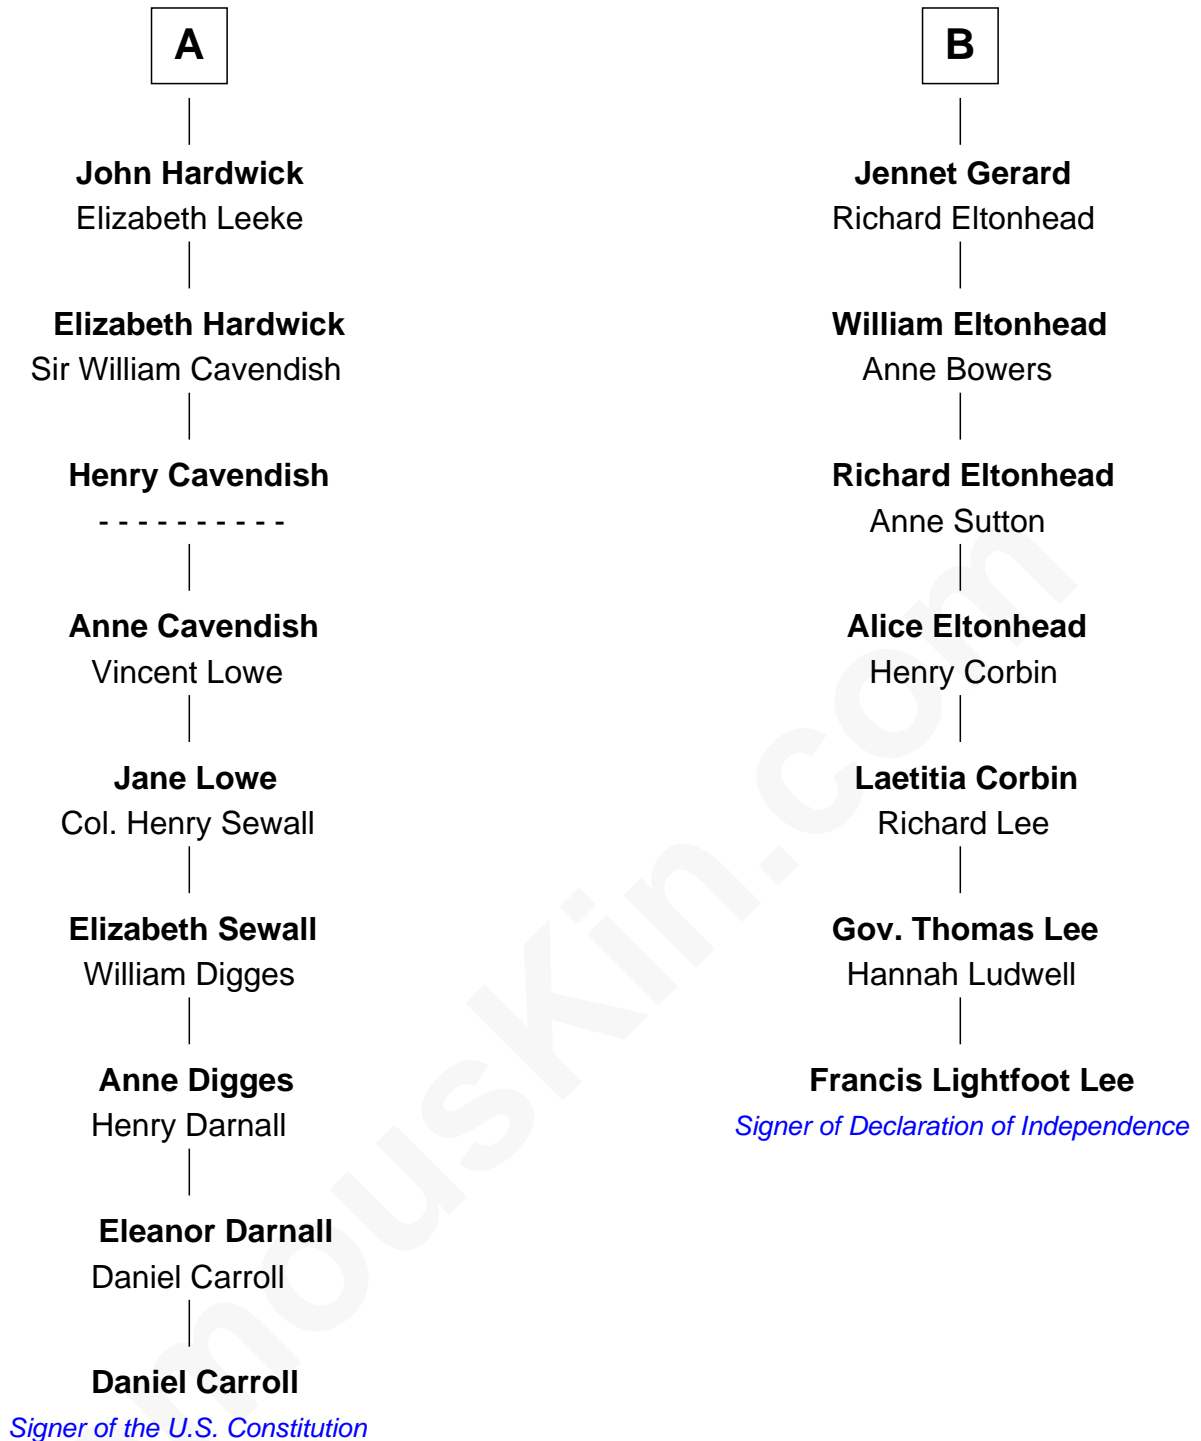 A
John Hardwick
Elizabeth Leeke
Elizabeth Hardwick
Sir William Cavendish
Henry Cavendish
- - - - - - - - - -
Anne Cavendish
Vincent Lowe
Jane Lowe
Col. Henry Sewall
Elizabeth Sewall
William Digges
Anne Digges
Henry Darnall
Eleanor Darnall
Daniel Carroll
Daniel Carroll
Signer of the U.S. Constitution
B
Jennet Gerard
Richard Eltonhead
William Eltonhead
Anne Bowers
Richard Eltonhead
Anne Sutton
Alice Eltonhead
Henry Corbin
Laetitia Corbin
Richard Lee
Gov. Thomas Lee
Hannah Ludwell
Francis Lightfoot Lee
Signer of Declaration of Independence
mousKin.com